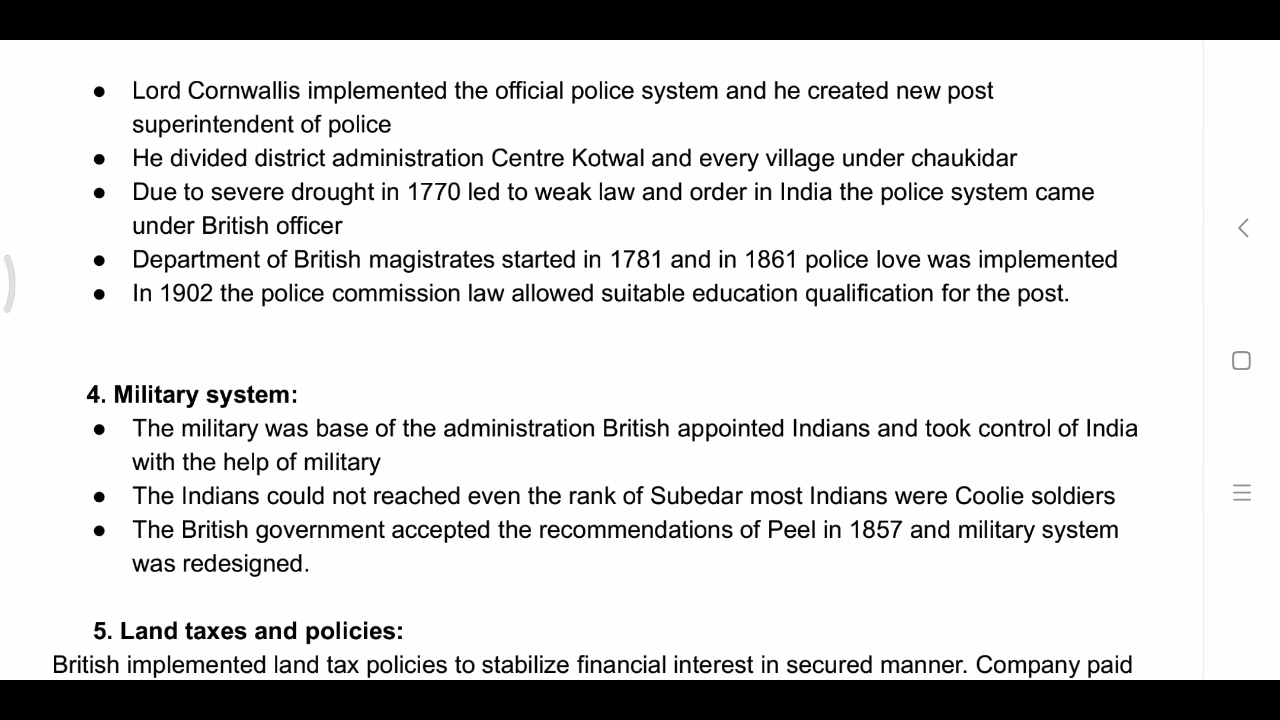 ● Lord Cornwallis implemented the official police system and he created new post
superintendent of police
● He divided district administration Centre Kotwal and every village under chaukidar
● Due to severe drought in 1770 led to weak law and order in India the police system came
under British officer
● Department of British magistrates started in 1781 and in 1861 police love was implemented
● In 1902 the police commission law allowed suitable education qualification for the post.
4. Military system:
● The military was base of the administration British appointed Indians and took control of India
with the help of military
● The Indians could not reached even the rank of Subedar most Indians were Coolie soldiers
● The British government accepted the recommendations of Peel in 1857 and military system
was redesigned.
5. Land taxes and policies:
British implemented land tax policies to stabilize financial interest in secured manner. Company paid